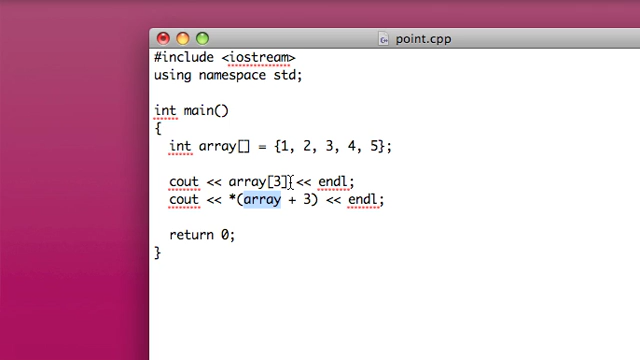 point.cpp
#include <iostream>
using namespace std;
int main()
{
int array[] = {1, 2, 3, 4, 5};
cout << array[3] << endl;
cout << *(array + 3) << endl;
return 0;
}